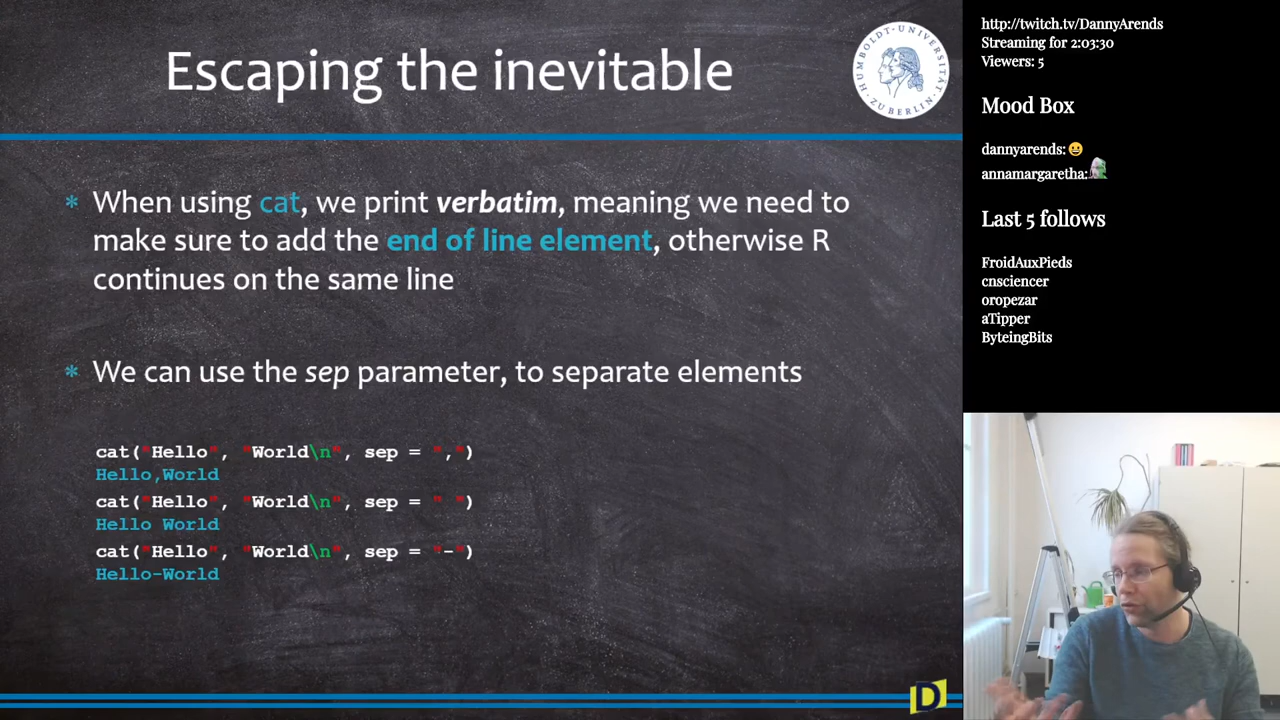 Escaping the inevitable
HUMBOLDT-UNIVERSITÄT
ZU BERLIN
* When using cat, we print verbatim, meaning we need to
make sure to add the end of line element, otherwise R
continues on the same line
* We can use the sep parameter, to separate elements
cat("Hello", "World\n", sep = ",")
Hello,World
cat("Hello", "World\n", sep = " ")
Hello World
cat("Hello", "World\n", sep = "-")
Hello-World
D
http://twitch.tv/DannyArends
Streaming for 2:03:30
Viewers: 5
Mood Box
dannyarends:😀
annamargaretha:
Last 5 follows
FroidAuxPieds
cnsciencer
oropezar
aTipper
ByteingBits